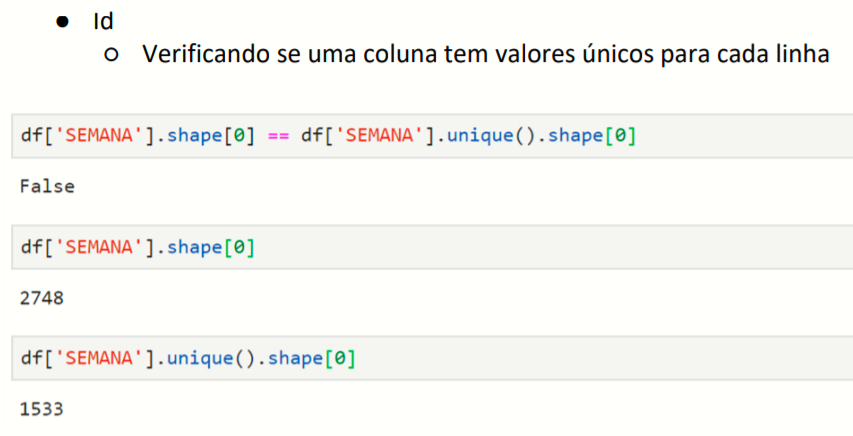 ● Id
○ Verificando se uma coluna tem valores únicos para cada linha
df['SEMANA'].shape[0] == df['SEMANA'].unique().shape[0]
False
df['SEMANA'].shape[0]
2748
df['SEMANA'].unique().shape[0]
1533